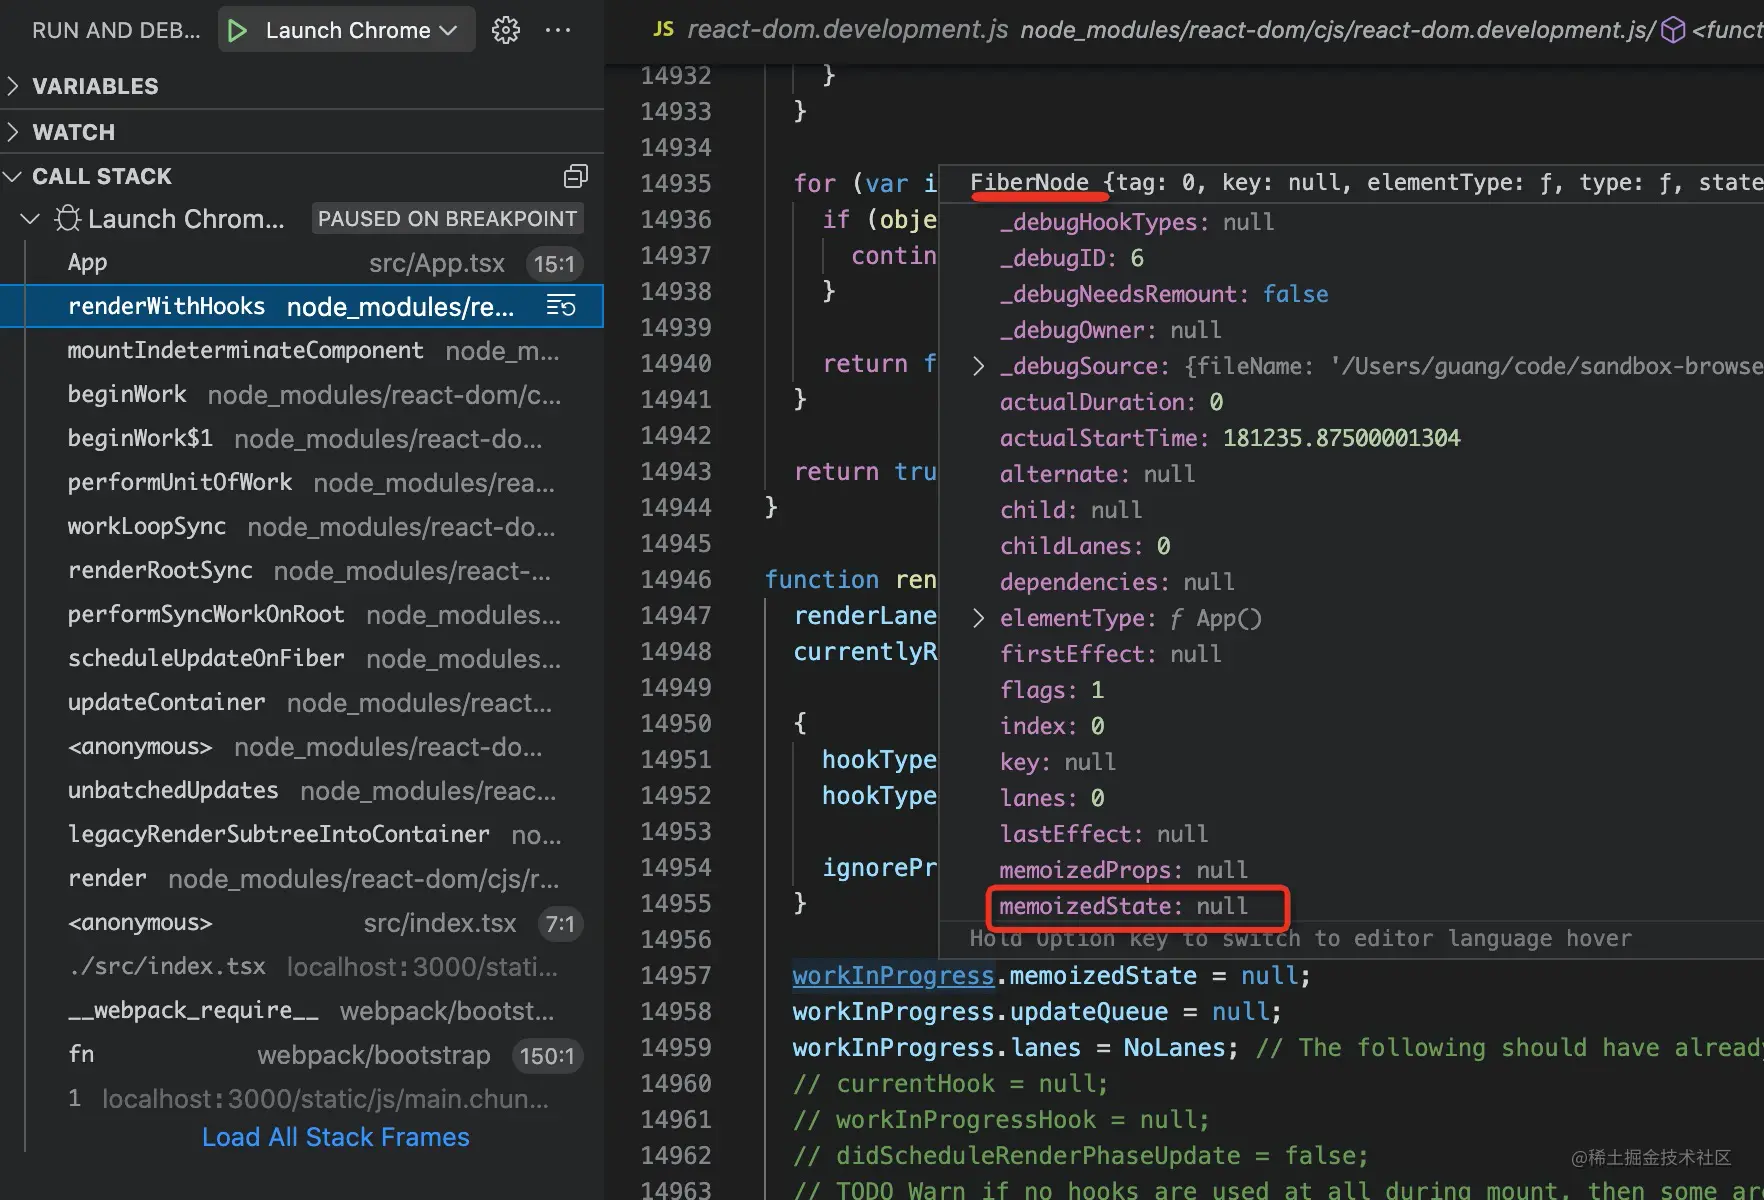 RUN AND DEB... Launch Chrome ...
VARIABLES
WATCH
CALL STACK
Launch Chrom... PAUSED ON BREAKPOINT
App src/App.tsx 15:1
renderWithHooks node_modules/re...
mountIndeterminateComponent node_m...
beginWork node_modules/react-dom/c...
beginWork$1 node_modules/react-do...
performUnitOfWork node_modules/rea...
workLoopSync node_modules/react-do...
renderRootSync node_modules/react-...
performSyncWorkOnRoot node_modules...
scheduleUpdateOnFiber node_modules...
updateContainer node_modules/react...
<anonymous> node_modules/react-do...
unbatchedUpdates node_modules/reac...
legacyRenderSubtreeIntoContainer no...
render node_modules/react-dom/cjs/r...
<anonymous> src/index.tsx 7:1
./src/index.tsx localhost:3000/stati...
__webpack_require__ webpack/bootst...
fn webpack/bootstrap 150:1
1 localhost:3000/static/js/main.chun...
Load All Stack Frames
JS react-dom.development.js node_modules/react-dom/cjs/react-dom.development.js/ <funct
14932 }
14933 }
14934
14935 for (var i
14936 if (obje
14937 contin
14938 }
14939
14940 return f
14941 }
14942
14943 return tru
14944 }
14945
14946 function ren
14947 renderLane
14948 currentlyR
14949
14950 {
14951 hookType
14952 hookType
14953
14954 ignorePr
14955 }
14956
14957 workInProgress.memoizedState = null;
14958 workInProgress.updateQueue = null;
14959 workInProgress.lanes = NoLanes; // The following should have already
14960 // currentHook = null;
14961 // workInProgressHook = null;
14962 // didScheduleRenderPhaseUpdate = false;
14963 // TODO Warn if no hooks are used at all during mount, then some ar
FiberNode {tag: 0, key: null, elementType: ƒ, type: ƒ, state
_debugHookTypes: null
_debugID: 6
_debugNeedsRemount: false
_debugOwner: null
_debugSource: {fileName: '/Users/guang/code/sandbox-browse
actualDuration: 0
actualStartTime: 181235.87500001304
alternate: null
child: null
childLanes: 0
dependencies: null
elementType: ƒ App()
firstEffect: null
flags: 1
index: 0
key: null
lanes: 0
lastEffect: null
memoizedProps: null
memoizedState: null
Hold Option key to switch to editor language hover
@稀土掘金技术社区